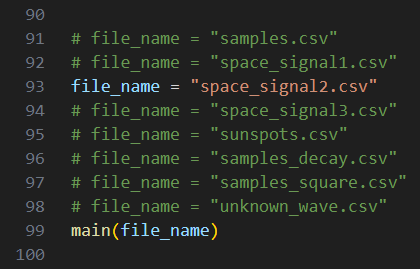 90
91 # file_name = "samples.csv"
92 # file_name = "space_signal1.csv"
93 file_name = "space_signal2.csv"
94 # file_name = "space_signal3.csv"
95 # file_name = "sunspots.csv"
96 # file_name = "samples_decay.csv"
97 # file_name = "samples_square.csv"
98 # file_name = "unknown_wave.csv"
99 main(file_name)
100